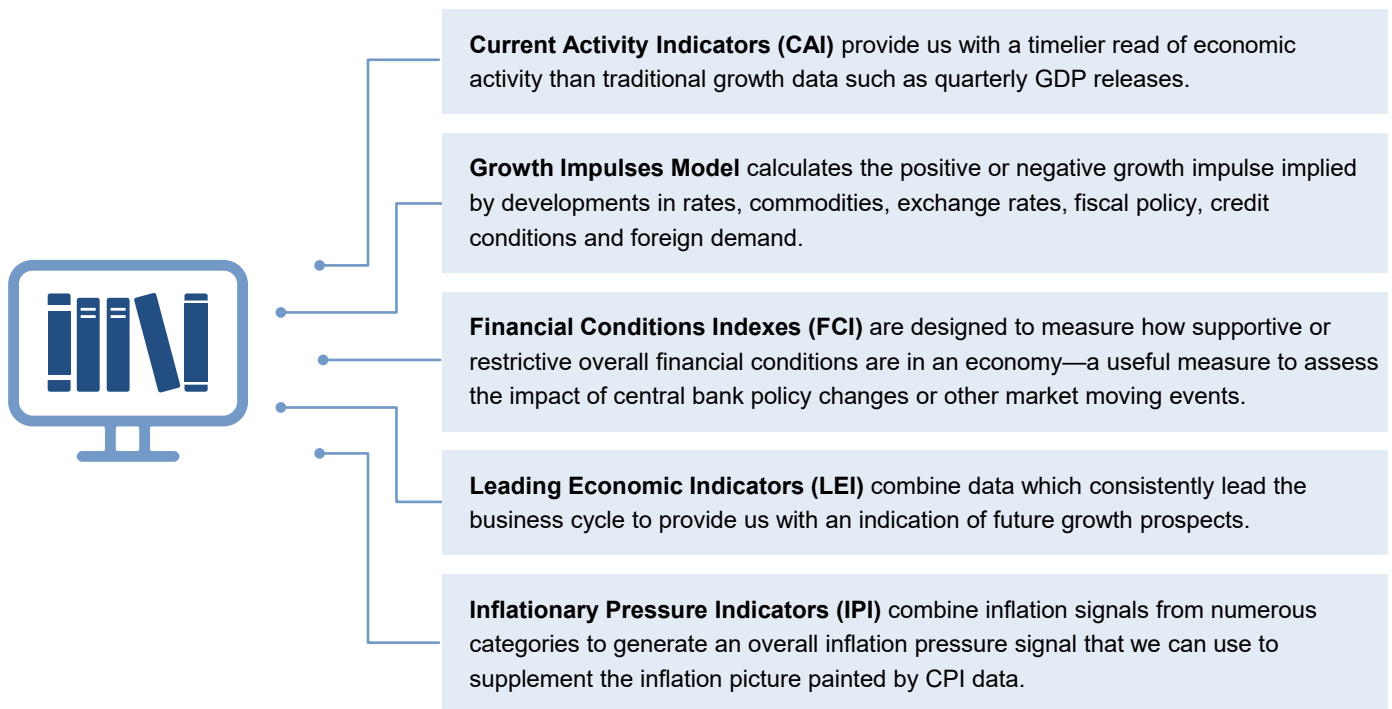 Current Activity Indicators (CAI) provide us with a timelier read of economic
activity than traditional growth data such as quarterly GDP releases.
Growth Impulses Model calculates the positive or negative growth impulse implied
by developments in rates, commodities, exchange rates, fiscal policy, credit
conditions and foreign demand.
Financial Conditions Indexes (FCI) are designed to measure how supportive or
restrictive overall financial conditions are in an economy—a useful measure to assess
the impact of central bank policy changes or other market moving events.
Leading Economic Indicators (LEI) combine data which consistently lead the
business cycle to provide us with an indication of future growth prospects.
Inflationary Pressure Indicators (IPI) combine inflation signals from numerous
categories to generate an overall inflation pressure signal that we can use to
supplement the inflation picture painted by CPI data.